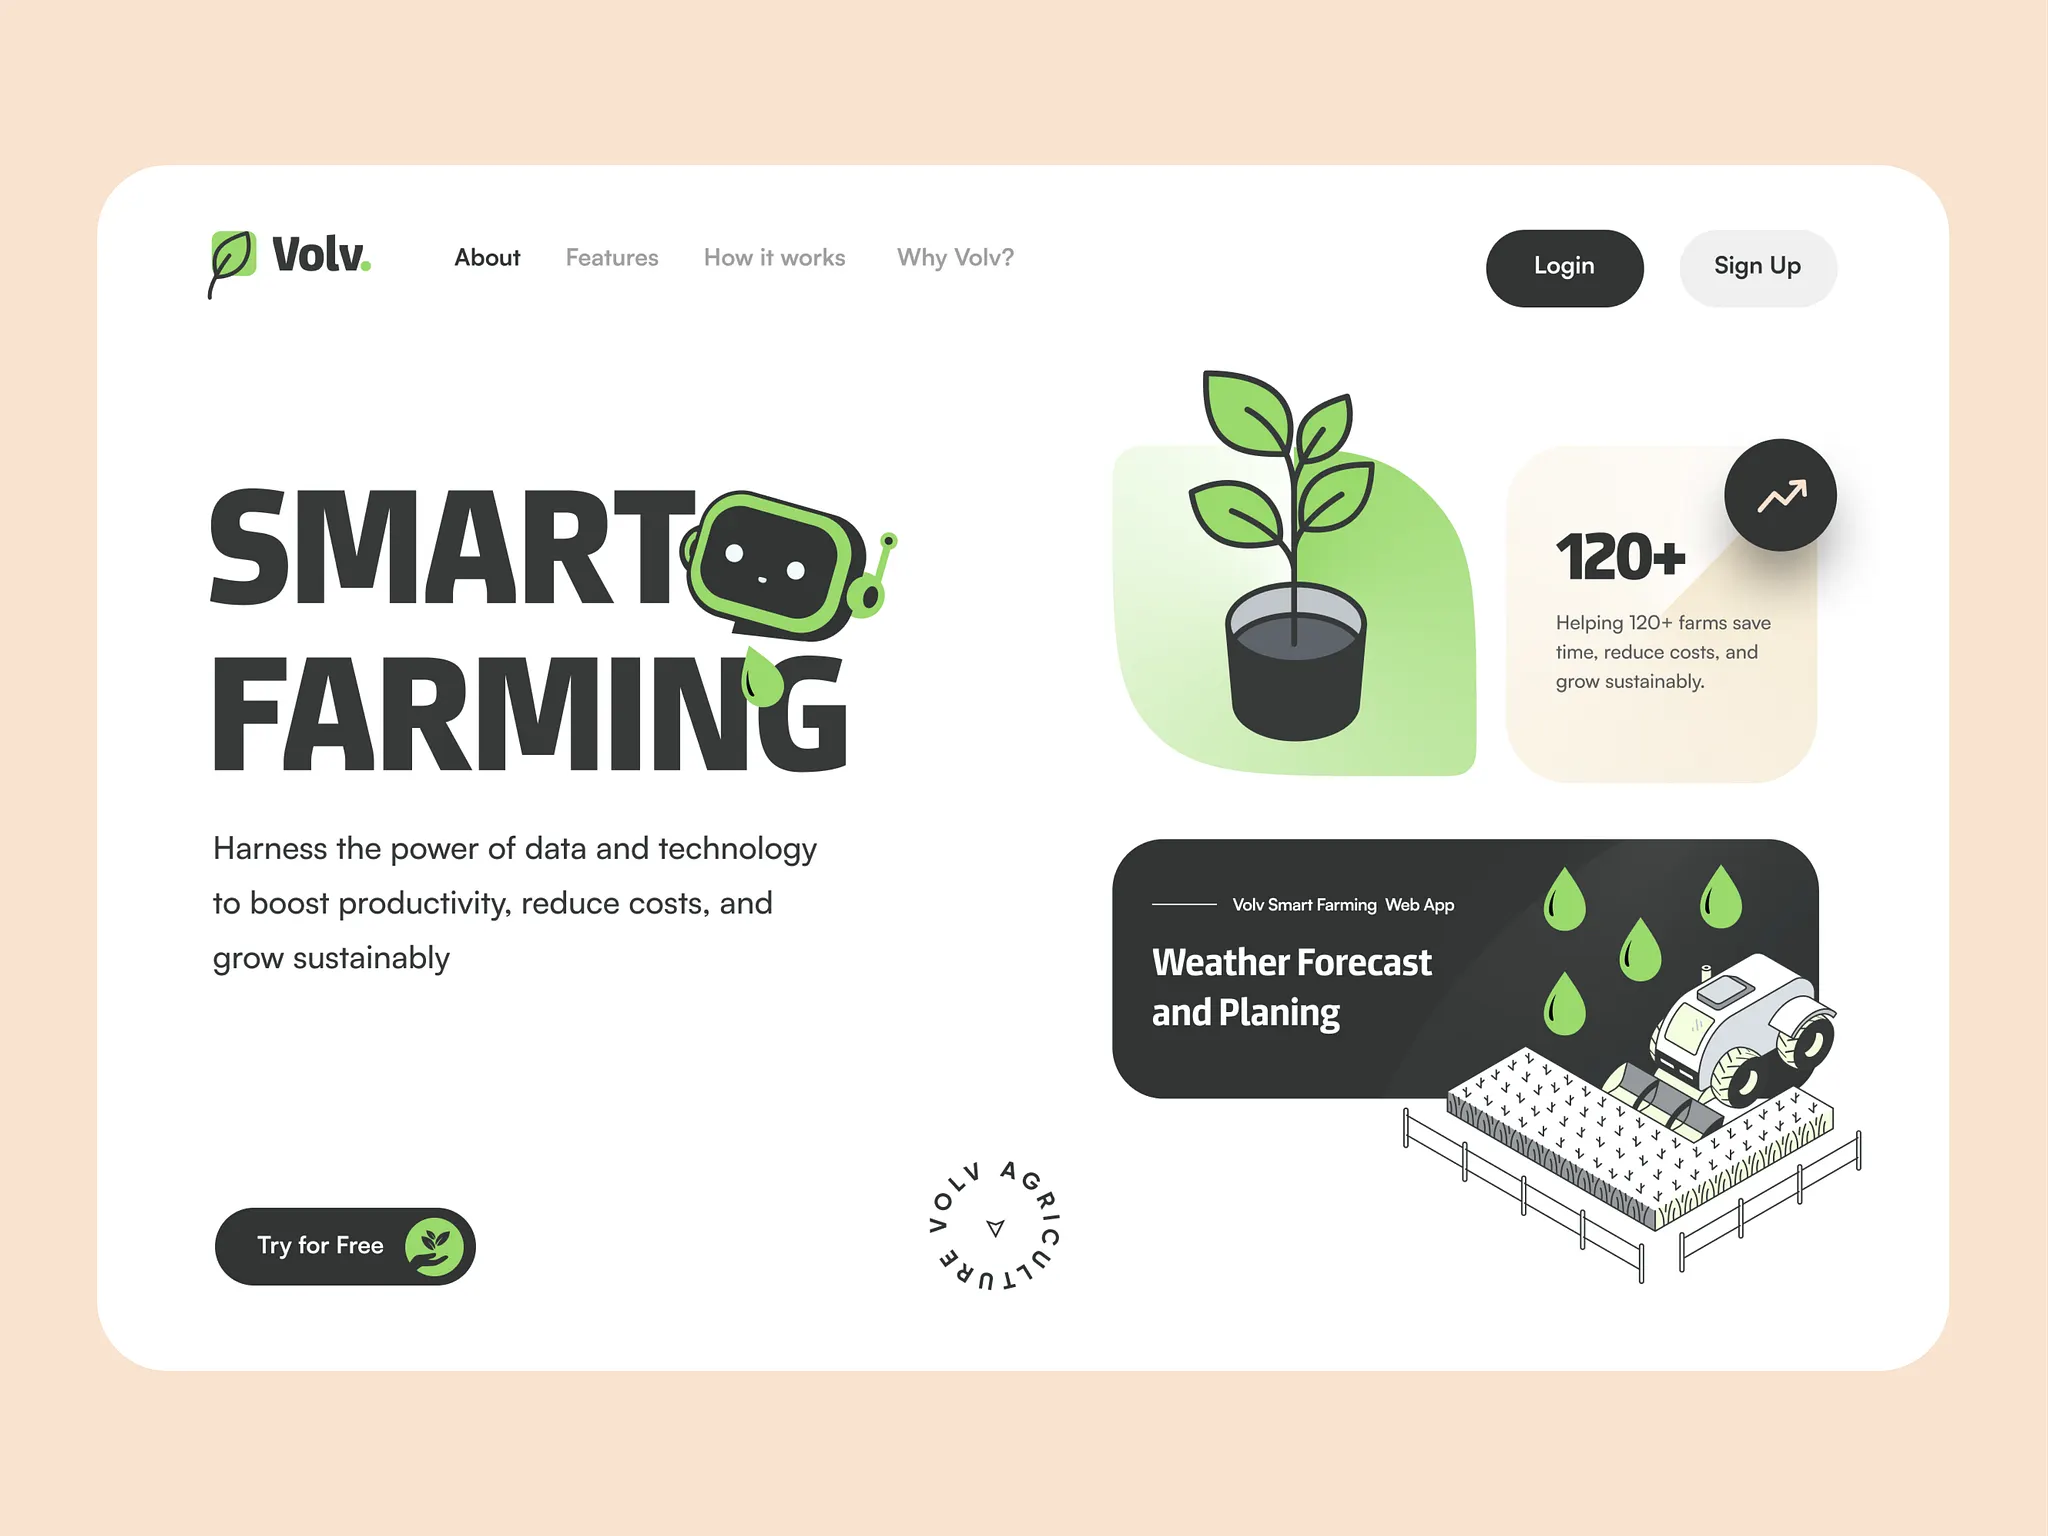 Volv.
About
Features
How it works
Why Volv?
Login
Sign Up
SMART
FARMING
Harness the power of data and technology
to boost productivity, reduce costs, and
grow sustainably
Try for Free
VOLV AGRICULTURE
120+
Helping 120+ farms save
time, reduce costs, and
grow sustainably.
Volv Smart Farming Web App
Weather Forecast
and Planing